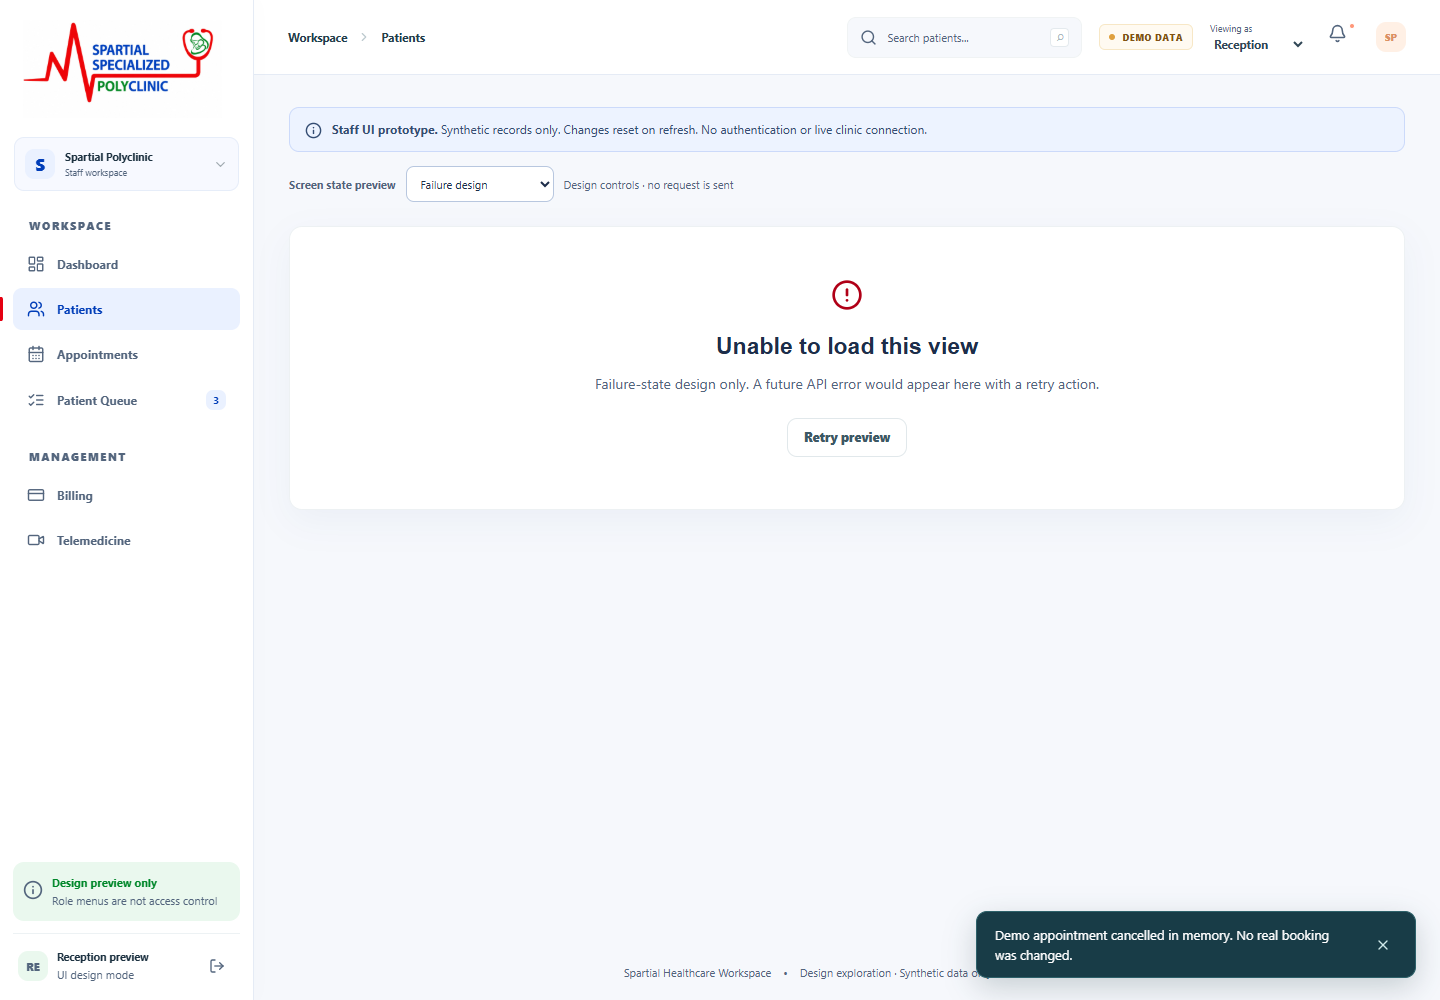 SPARTIAL
SPECIALIZED
POLYCLINIC
S
Spartial Polyclinic
Staff workspace
WORKSPACE
Dashboard
Patients
Appointments
Patient Queue
3
MANAGEMENT
Billing
Telemedicine
Design preview only
Role menus are not access control
RE
Reception preview
UI design mode
Workspace
Patients
Search patients...
DEMO DATA
Viewing as
Reception
SP
Staff UI prototype. Synthetic records only. Changes reset on refresh. No authentication or live clinic connection.
Screen state preview
Failure design
Design controls · no request is sent
Unable to load this view
Failure-state design only. A future API error would appear here with a retry action.
Retry preview
Spartial Healthcare Workspace • Design exploration · Synthetic data
Demo appointment cancelled in memory. No real booking
was changed.